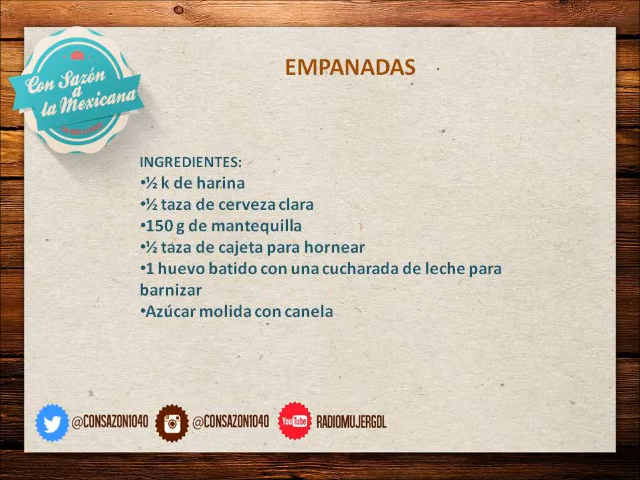 Con Sazón
a
la Mexicana
EMPANADAS
INGREDIENTES:
•½ k de harina
•½ taza de cerveza clara
•150 g de mantequilla
•½ taza de cajeta para hornear
•1 huevo batido con una cucharada de leche para
barnizar
•Azúcar molida con canela
@CONSAZON1040
@CONSAZON1040
You Tube
RADIOMUJERGDL